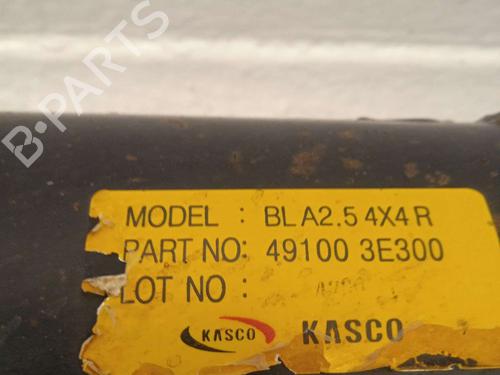 B-PARTS
MODEL : BL A2.5 4X4 R
PART NO: 49100 3E300
LOT NO :
KASCO KASCO